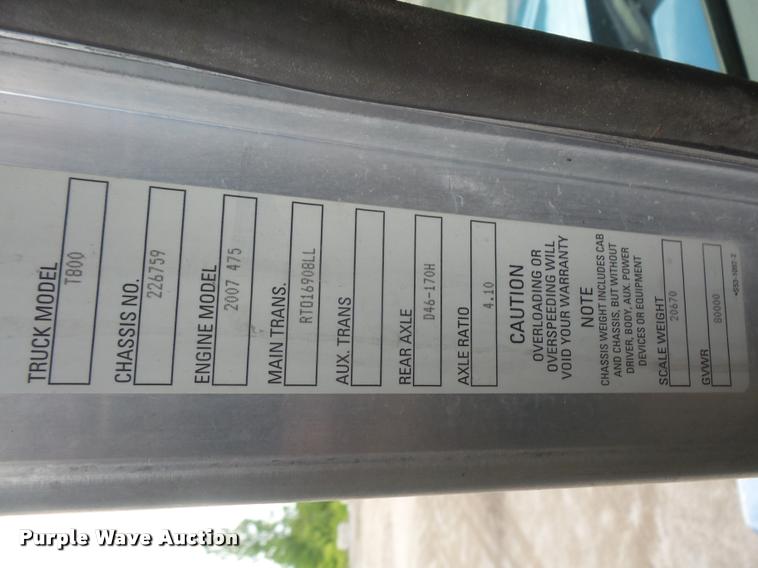 TRUCK MODEL
T800
CHASSIS NO.
226759
ENGINE MODEL
2007 475
MAIN TRANS.
RTO16908LL
AUX. TRANS
REAR AXLE
D46-170H
AXLE RATIO
4.10
CAUTION
OVERLOADING OR
OVERSPEEDING WILL
VOID YOUR WARRANTY
NOTE
CHASSIS WEIGHT INCLUDES CAB
AND CHASSIS, BUT WITHOUT
DRIVER, BODY, AUX. POWER
DEVICES OR EQUIPMENT
SCALE WEIGHT
20670
GVWR
80000
Purple Wave Auction